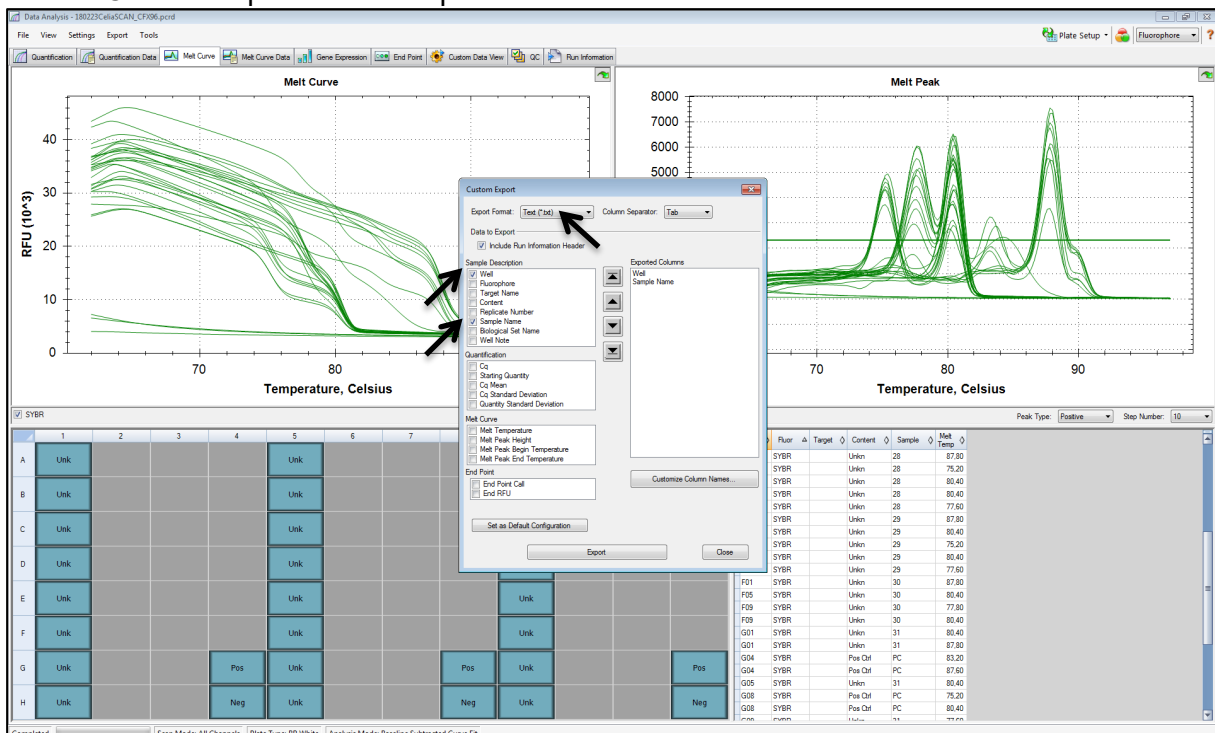 Data Analysis - 180223CeliaSCAN_CFX96.pcrd
File View Settings Export Tools
Plate Setup Fluorophore ?
Quantification Quantification Data Melt Curve Melt Curve Data Gene Expression End Point Custom Data View QC Run Information
Melt Curve
40
30
20
10
0
RFU (10^3)
70 80
Temperature, Celsius
Melt Peak
8000
7000
6000
5000
70 80 90
Temperature, Celsius
Custom Export
Export Format: Text (*.txt) Column Separator: Tab
Data to Export
Include Run Information Header
Sample Description
Well
Fluorophore
Target Name
Content
Replicate Number
Sample Name
Biological Set Name
Well Note
Quantification
Cq
Starting Quantity
Cq Mean
Cq Standard Deviation
Quantity Standard Deviation
Melt Curve
Melt Temperature
Melt Peak Height
Melt Peak Begin Temperature
Melt Peak End Temperature
End Point
End Point Call
End RFU
Exported Columns
Well
Sample Name
Customize Column Names...
Set as Default Configuration
Export Close
SYBR
Peak Type: Positive Step Number: 10
1 2 3 4 5 6 7
A Unk Unk
B Unk Unk
C Unk Unk
D Unk Unk
E Unk Unk Unk
F Unk Unk Unk
G Unk Pos Unk Pos Unk Pos
H Unk Neg Unk Neg Unk Neg
Fluor Target Content Sample Melt Temp
SYBR Unkn 28 87,80
SYBR Unkn 28 75,20
SYBR Unkn 28 80,40
SYBR Unkn 28 80,40
SYBR Unkn 28 77,60
SYBR Unkn 29 87,80
SYBR Unkn 29 80,40
SYBR Unkn 29 75,20
SYBR Unkn 29 80,40
SYBR Unkn 29 77,60
F01 SYBR Unkn 30 87,80
F05 SYBR Unkn 30 80,40
F09 SYBR Unkn 30 77,80
F09 SYBR Unkn 30 80,40
G01 SYBR Unkn 31 80,40
G01 SYBR Unkn 31 87,80
G04 SYBR Pos Ctrl PC 83,20
G04 SYBR Pos Ctrl PC 87,60
G05 SYBR Unkn 31 80,40
G08 SYBR Pos Ctrl PC 75,20
G08 SYBR Pos Ctrl PC 80,40